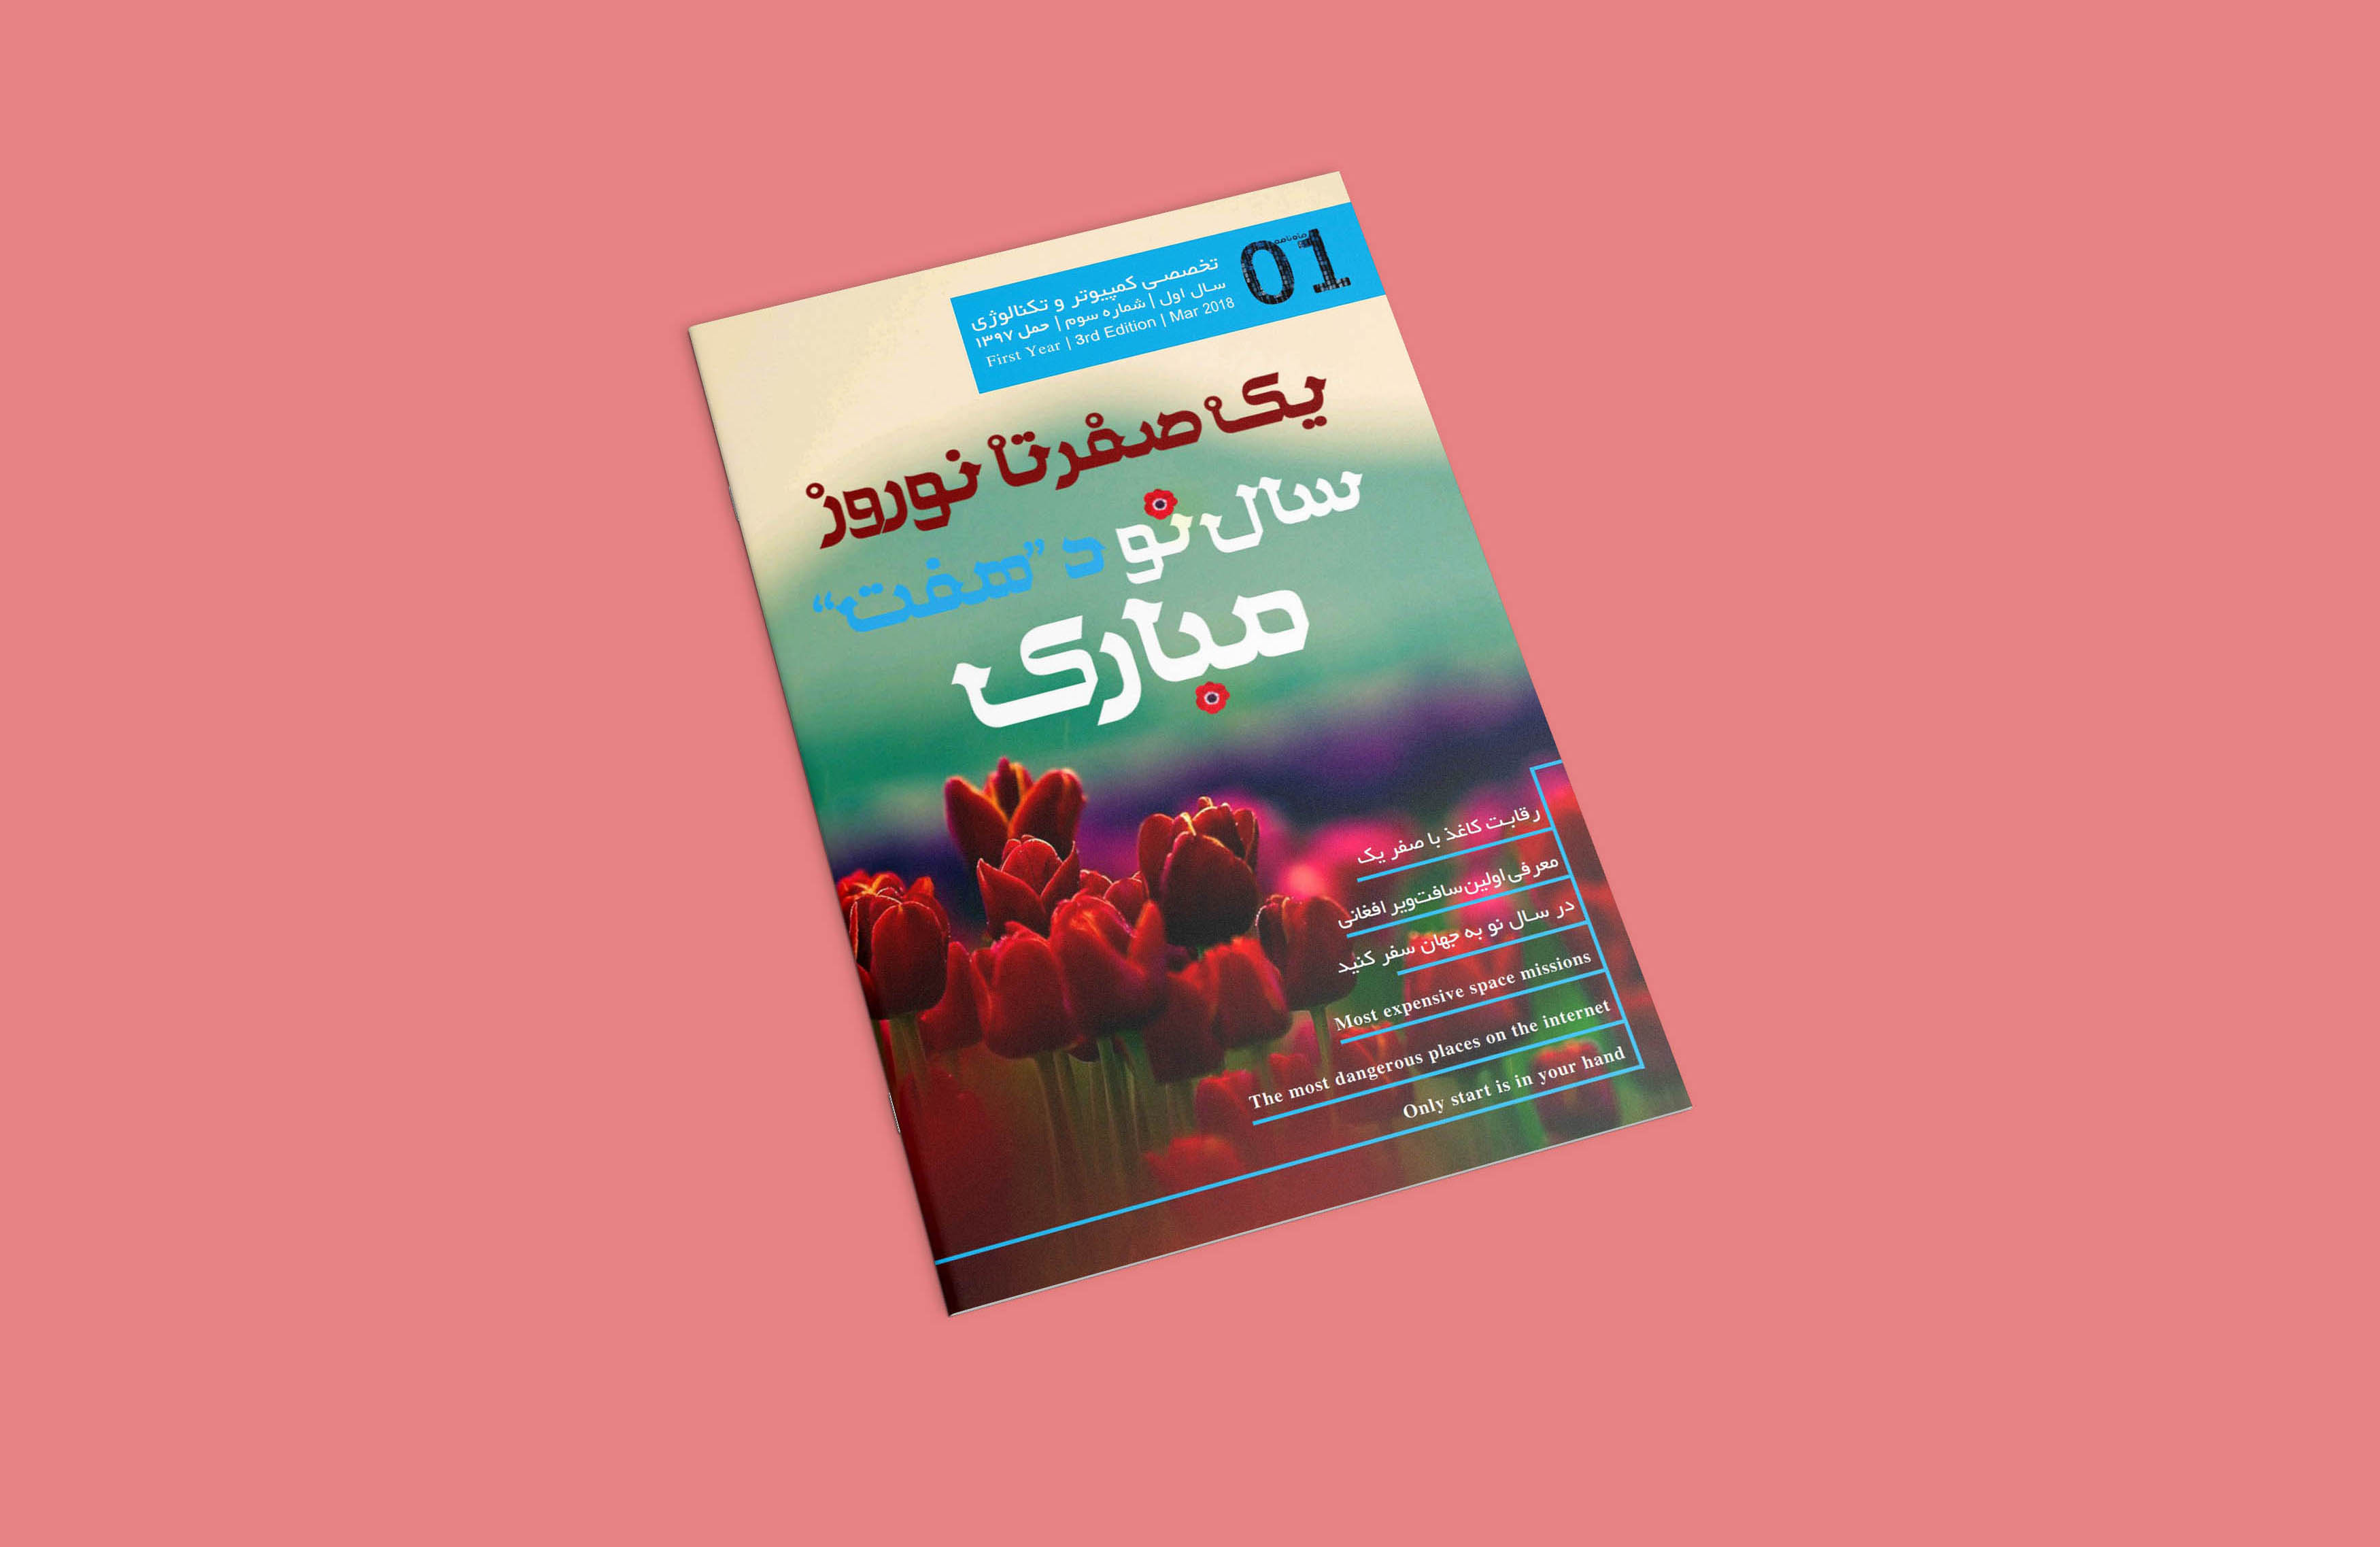 01
ماه‌نامه
تخصصی کمپیوتر و تکنالوژی
سال اول | شماره سوم | حمل ۱۳۹۷
First Year | 3rd Edition | Mar 2018
یک صفر تا نوروز
سال نو د "هفت"
مبارک
رقابت کاغذ با صفر یک
معرفی اولین سافت‌ویر افغانی
در سال نو به جهان سفر کنید
Most expensive space missions
The most dangerous places on the internet
Only start is in your hand